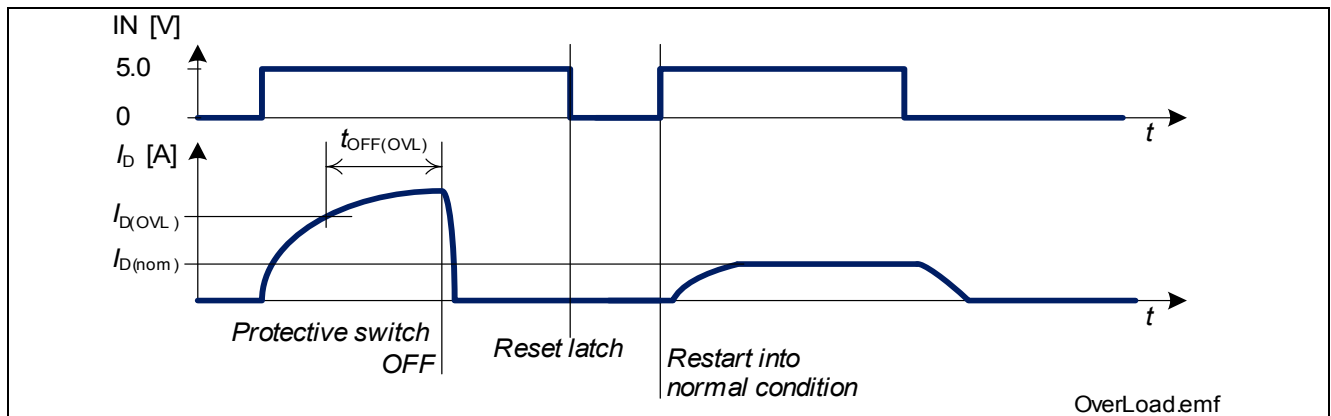 IN [V]
5.0
0
t
I_D [A]
t_OFF(OVL)
I_D(OVL)
I_D(nom)
t
Protective switch
OFF
Reset latch
Restart into
normal condition
OverLoad.emf